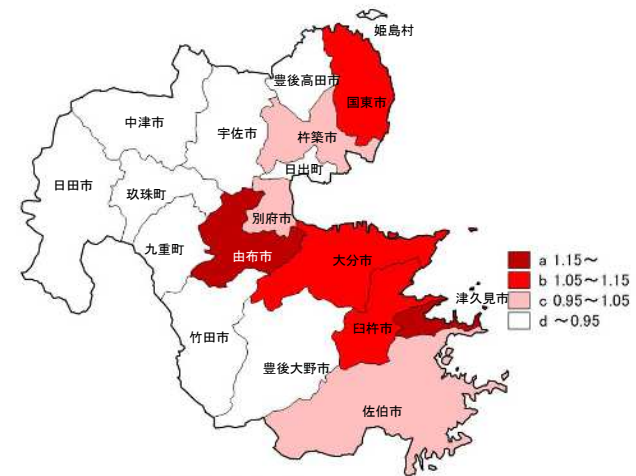 姫島村
豊後高田市
国東市
中津市
宇佐市
杵築市
日出町
日田市
玖珠町
別府市
九重町
由布市
大分市
a 1.15～
b 1.05～1.15
c 0.95～1.05
d ～0.95
津久見市
臼杵市
竹田市
豊後大野市
佐伯市